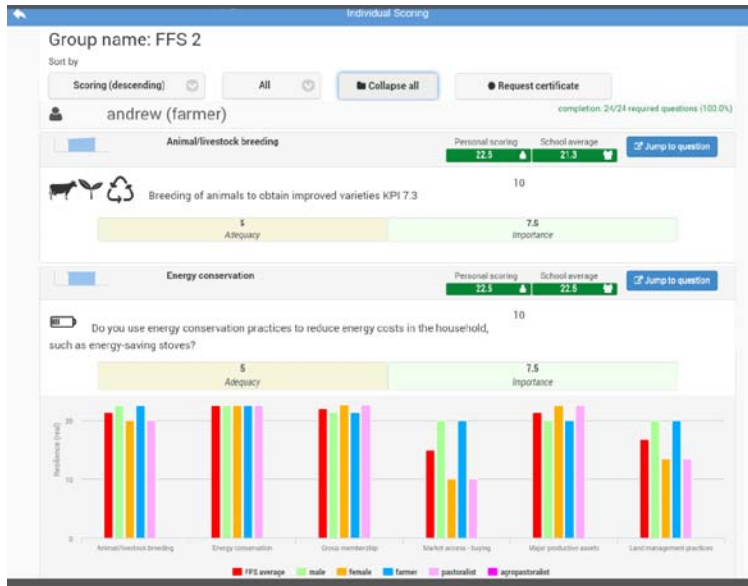 Individual Scoring
Group name: FFS 2
Sort by
Scoring (descending) All Collapse all Request certificate
andrew (farmer) completion: 24/24 required questions (100.0%)
Animal/livestock breeding Personal scoring School average Jump to question
22.5 21.3
10
Breeding of animals to obtain improved varieties KPI 7.3
5 7.5
Adequacy Importance
Energy conservation Personal scoring School average Jump to question
22.5 22.5
10
Do you use energy conservation practices to reduce energy costs in the household,
such as energy-saving stoves?
5 7.5
Adequacy Importance
Resilience (real)
20
10
0
Animal/livestock breeding Energy conservation Group membership Market access - buying Major productive assets Land management practices
FFS average male female farmer pastoralist agropastoralist